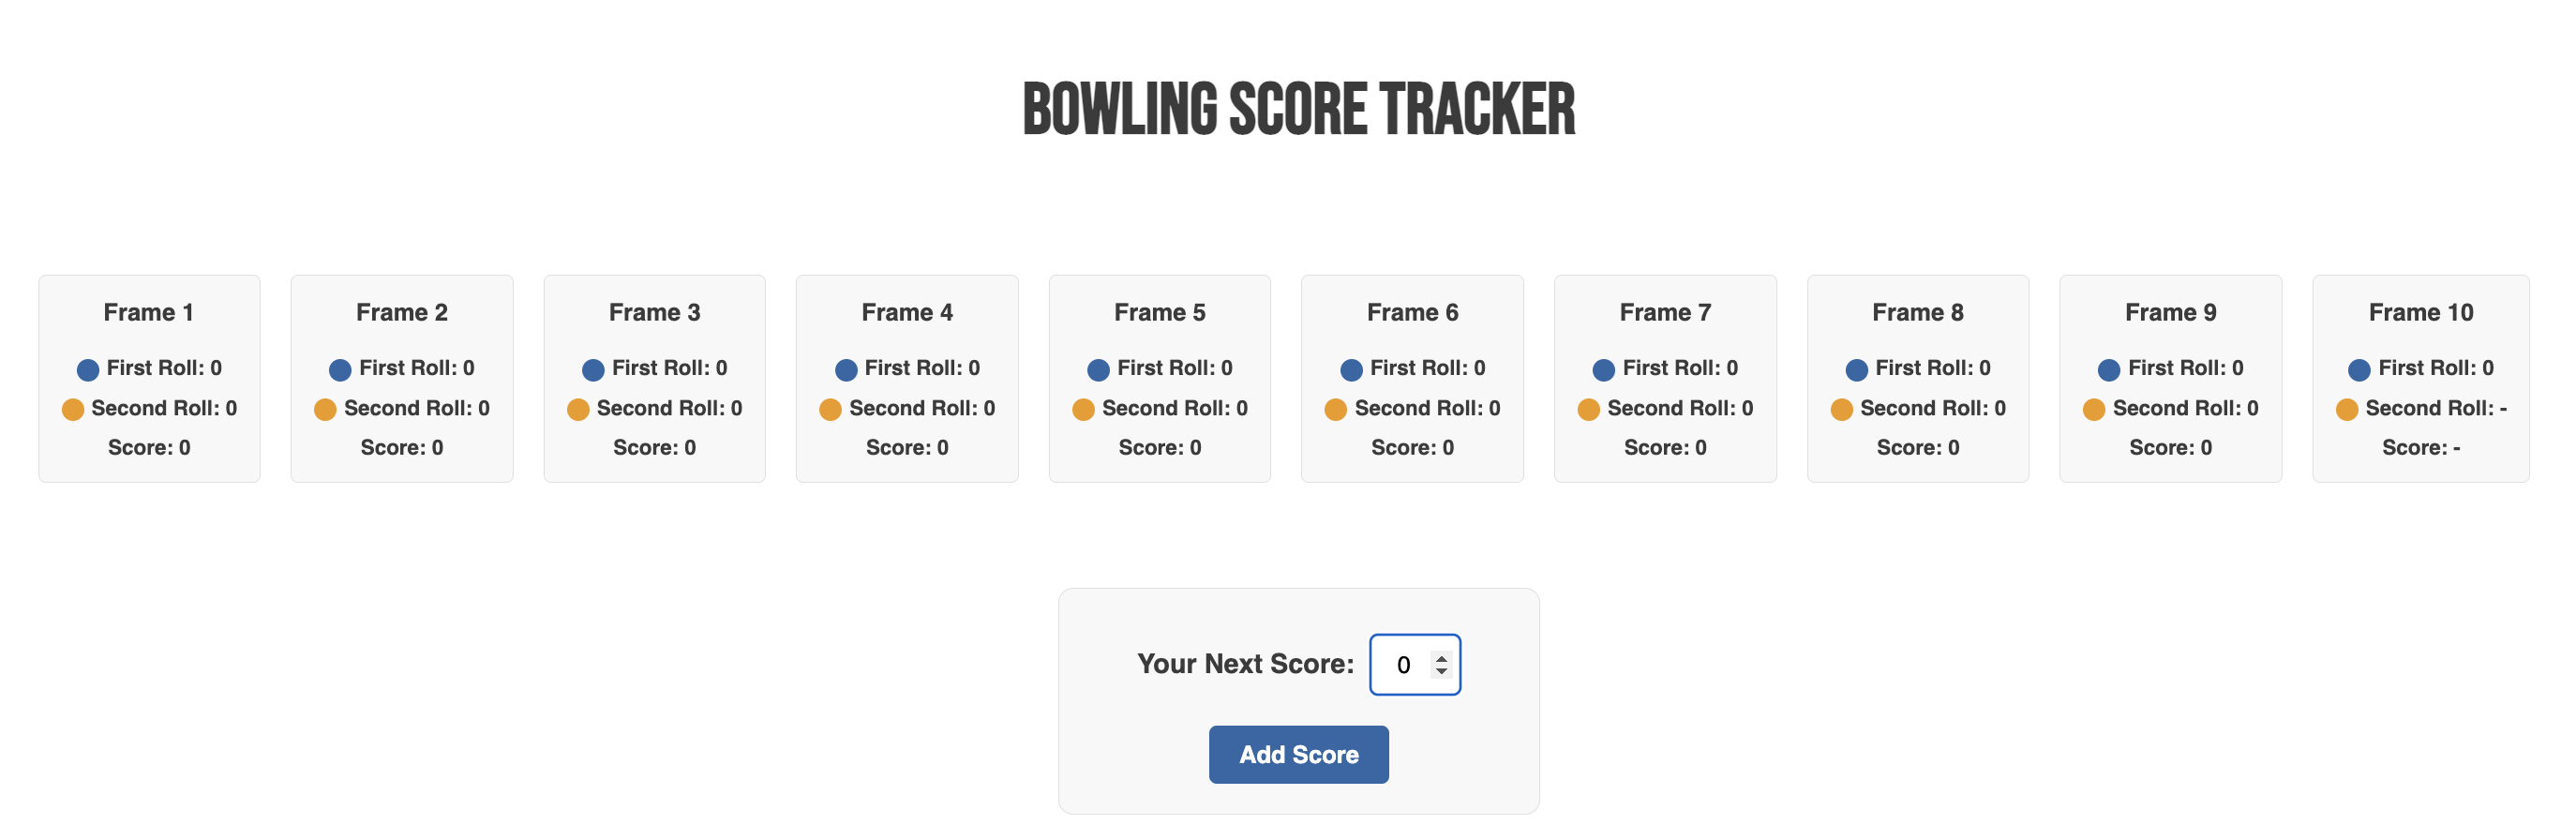 BOWLING SCORE TRACKER
Frame 1
First Roll: 0
Second Roll: 0
Score: 0
Frame 2
First Roll: 0
Second Roll: 0
Score: 0
Frame 3
First Roll: 0
Second Roll: 0
Score: 0
Frame 4
First Roll: 0
Second Roll: 0
Score: 0
Frame 5
First Roll: 0
Second Roll: 0
Score: 0
Frame 6
First Roll: 0
Second Roll: 0
Score: 0
Frame 7
First Roll: 0
Second Roll: 0
Score: 0
Frame 8
First Roll: 0
Second Roll: 0
Score: 0
Frame 9
First Roll: 0
Second Roll: 0
Score: 0
Frame 10
First Roll: 0
Second Roll: -
Score: -
Your Next Score: 0
Add Score